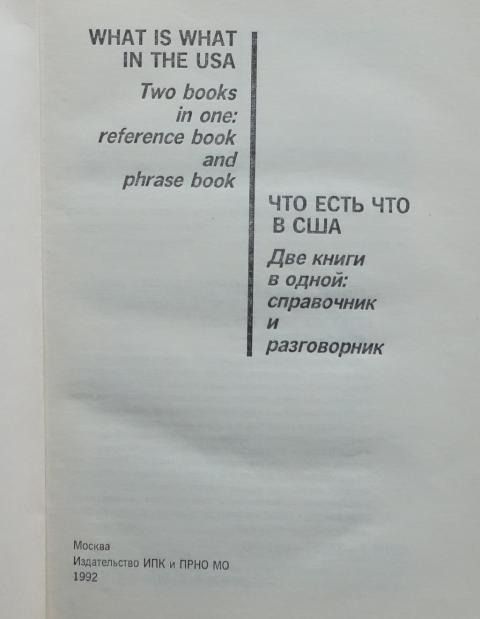 WHAT IS WHAT
IN THE USA
Two books
in one:
reference book
and
phrase book
ЧТО ЕСТЬ ЧТО
В США
Две книги
в одной:
справочник
и
разговорник
Москва
Издательство ИПК и ПРНО МО
1992